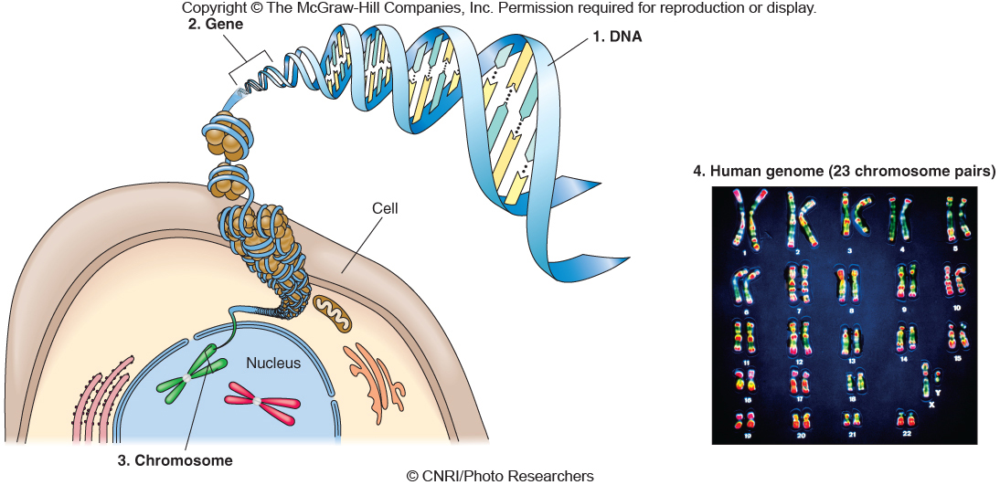 Copyright © The McGraw-Hill Companies, Inc. Permission required for reproduction or display.
2. Gene
1. DNA
4. Human genome (23 chromosome pairs)
Cell
Nucleus
3. Chromosome
1 2 3 4 5
6 7 8 9 10
11 12 13 14 15
16 17 18 X Y
19 20 21 22
© CNRI/Photo Researchers